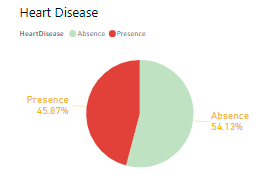 Heart Disease
HeartDisease Absence Presence
Presence
45.87%
Absence
54.13%